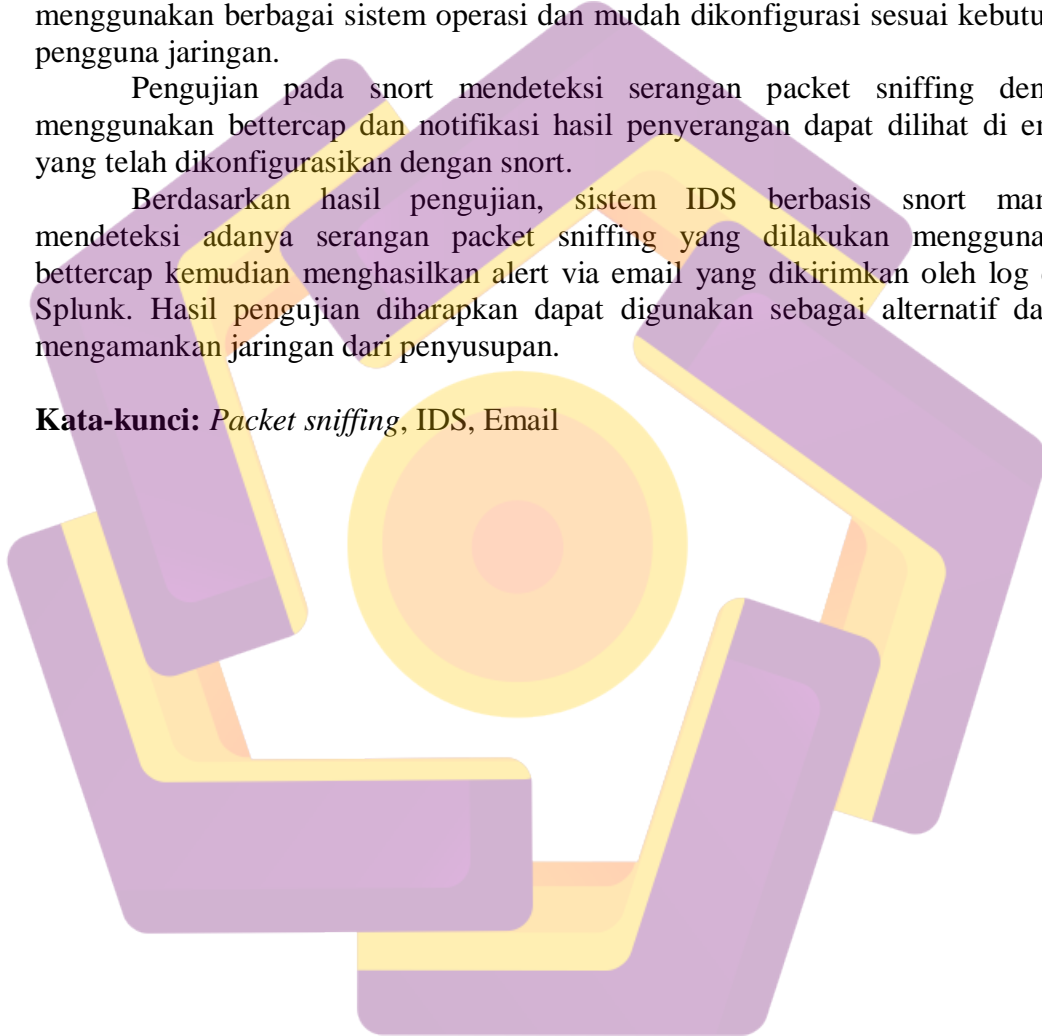 menggunakan berbagai sistem operasi dan mudah dikonfigurasi sesuai kebutu
pengguna jaringan.
Pengujian pada snort mendeteksi serangan packet sniffing den
menggunakan bettercap dan notifikasi hasil penyerangan dapat dilihat di em
yang telah dikonfigurasikan dengan snort.
Berdasarkan hasil pengujian, sistem IDS berbasis snort mam
mendeteksi adanya serangan packet sniffing yang dilakukan mengguna
bettercap kemudian menghasilkan alert via email yang dikirimkan oleh log
Splunk. Hasil pengujian diharapkan dapat digunakan sebagai alternatif da
mengamankan jaringan dari penyusupan.
Kata-kunci: Packet sniffing, IDS, Email